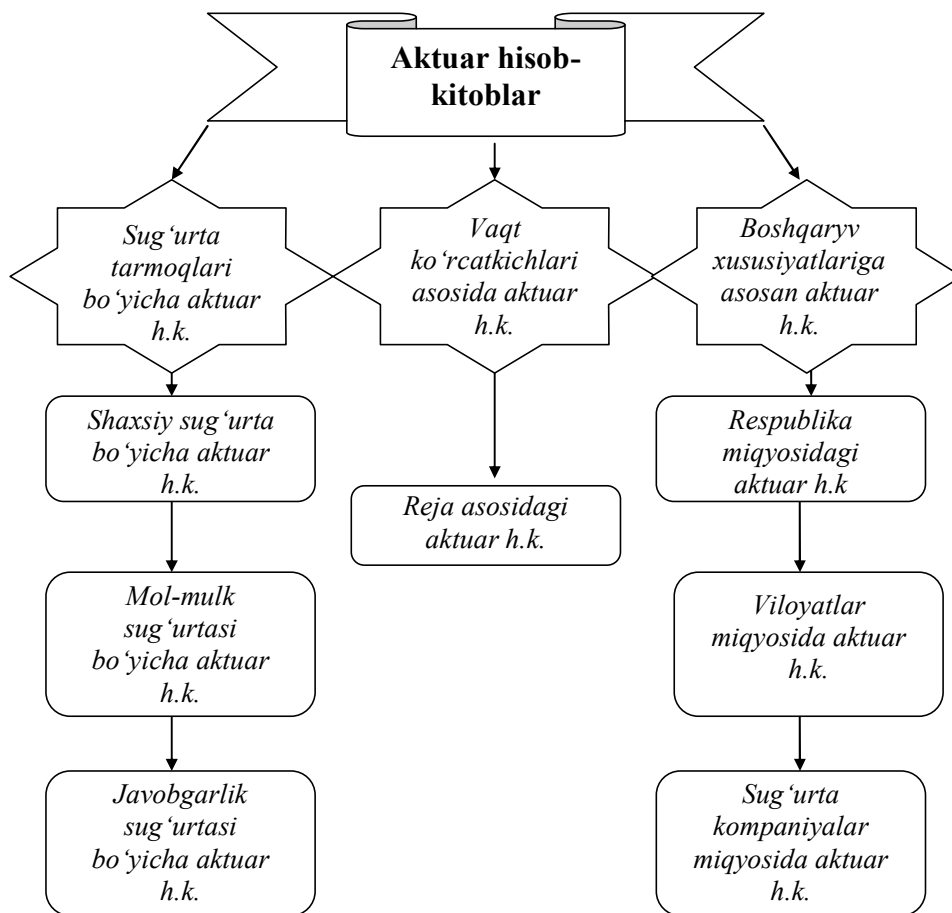 Aktuar hisob-
kitoblar
Sug‘urta
tarmoqlari
bo‘yicha aktuar
h.k.
Vaqt
ko‘rcatkichlari
asosida aktuar
h.k.
Boshqaryv
xususiyatlariga
asosan aktuar
h.k.
Shaxsiy sug‘urta
bo‘yicha aktuar
h.k.
Reja asosidagi
aktuar h.k.
Respublika
miqyosidagi
aktuar h.k
Mol-mulk
sug‘urtasi
bo‘yicha aktuar
h.k.
Viloyatlar
miqyosida aktuar
h.k.
Javobgarlik
sug‘urtasi
bo‘yicha aktuar
h.k.
Sug‘urta
kompaniyalar
miqyosida aktuar
h.k.